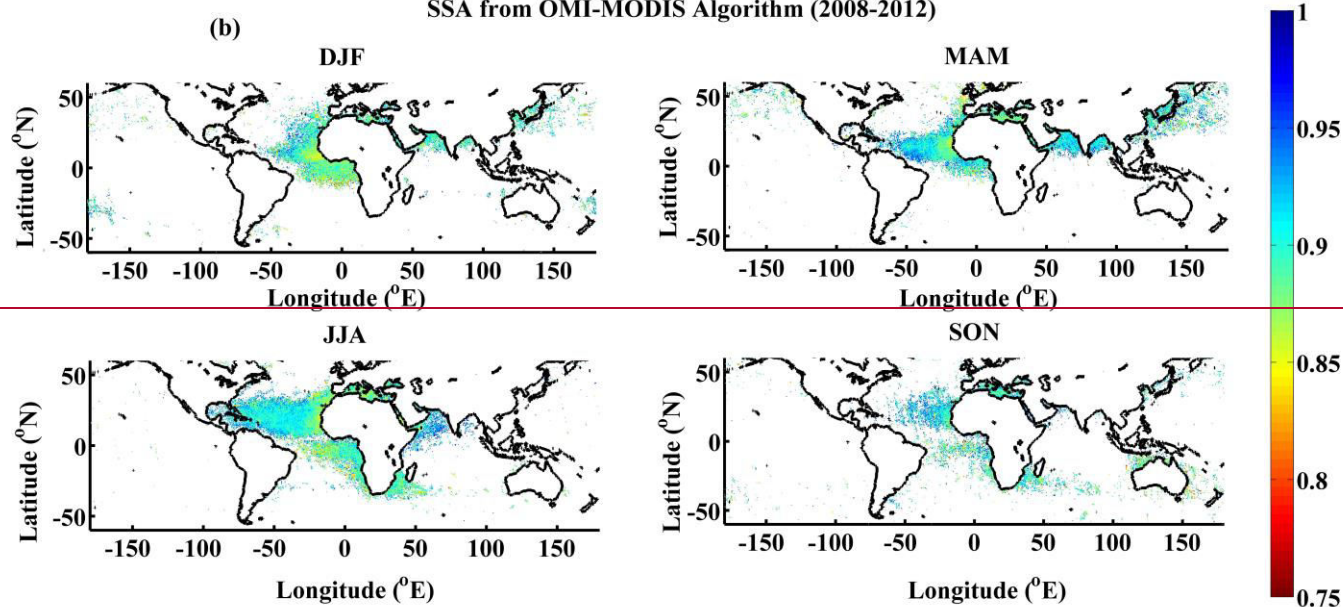 SSA from OMI-MODIS Algorithm (2008-2012)
(b)
DJF
MAM
50
0
-50
Latitude (°N)
-150 -100 -50 0 50 100 150
Longitude (°E)
50
0
-50
Latitude (°N)
-150 -100 -50 0 50 100 150
Longitude (°E)
JJA
SON
50
0
-50
Latitude (°N)
-150 -100 -50 0 50 100 150
Longitude (°E)
50
0
-50
Latitude (°N)
-150 -100 -50 0 50 100 150
Longitude (°E)
1
0.95
0.9
0.85
0.8
0.75